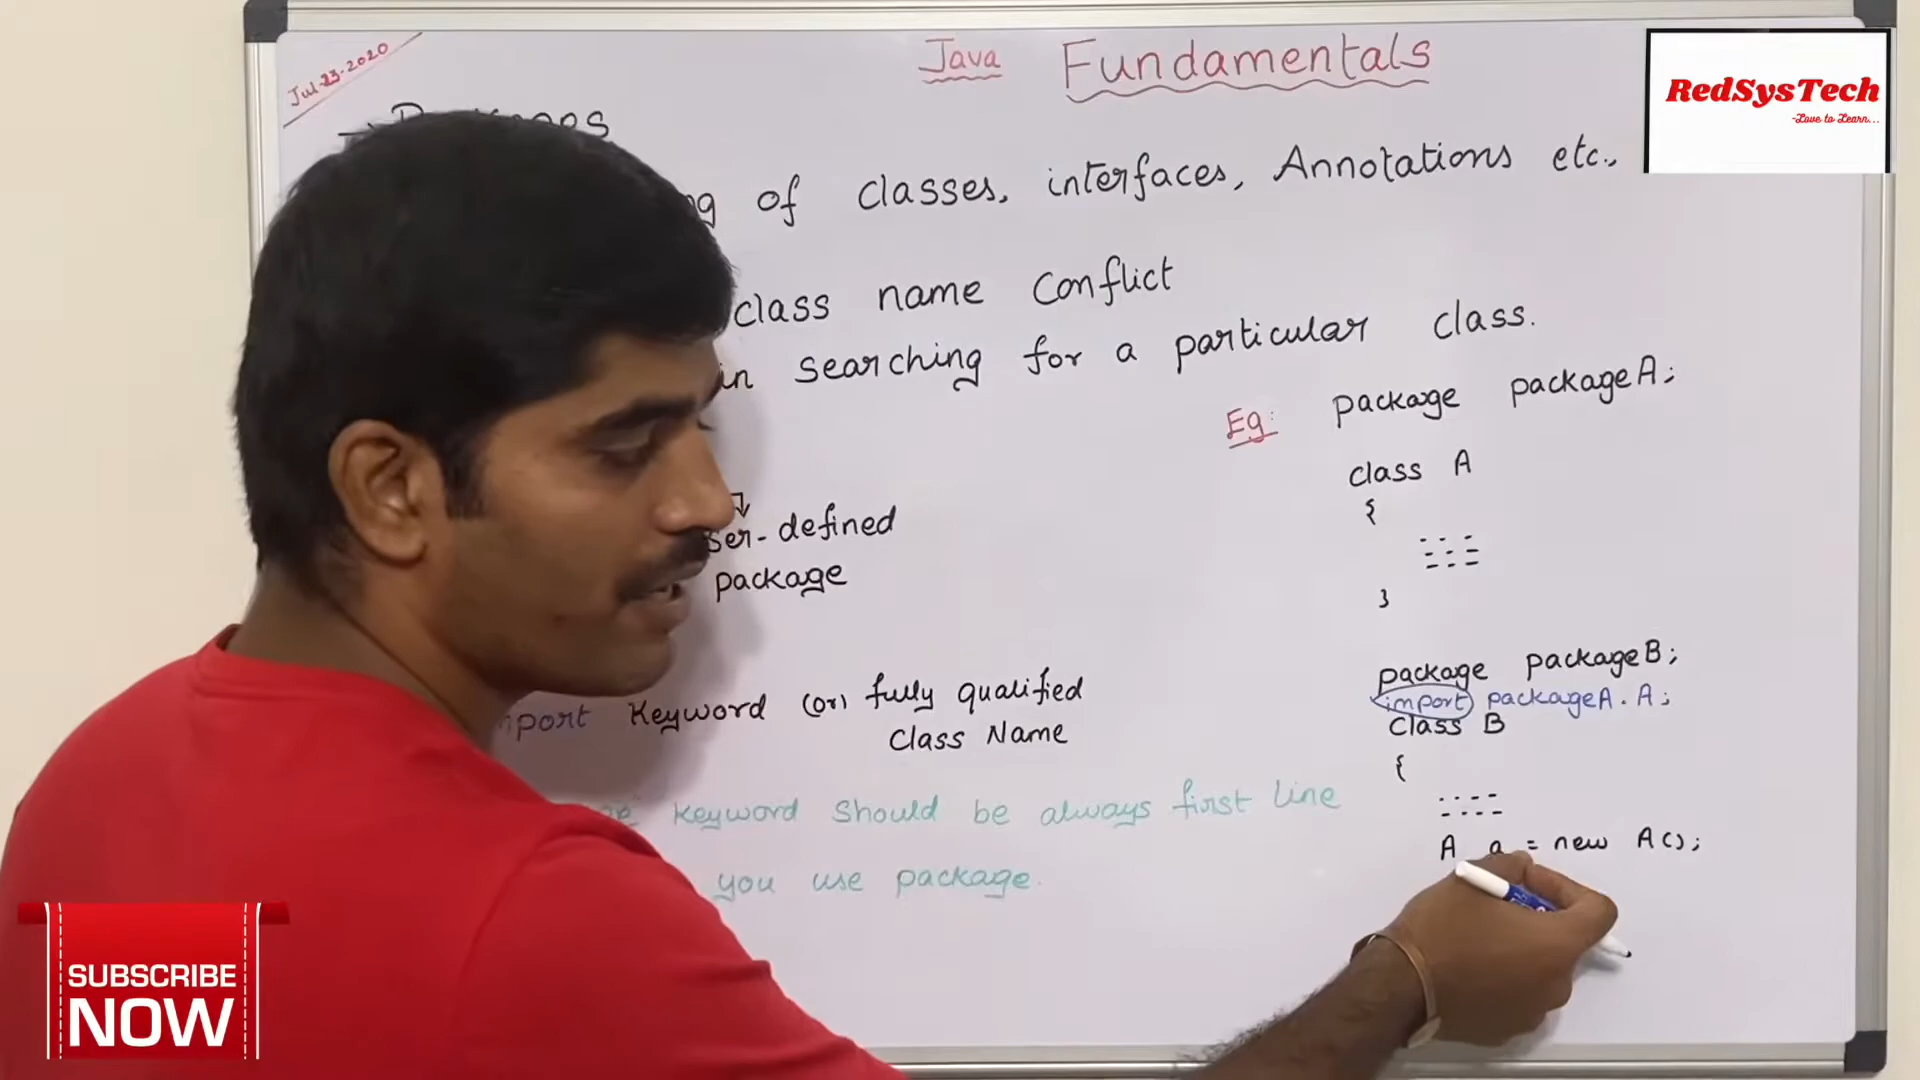 Jul-23-2020
Java Fundamentals
RedSysTech
-Love to Learn...
of classes, interfaces, Annotations etc.,
class name Conflict
in searching for a particular class.
Eg: package packageA;
class A
{
}
user-defined
package
package packageB;
import packageA.A;
class B
{
A a = new A();
import Keyword (or) fully qualified
Class Name
keyword should be always first line
you use package.
SUBSCRIBE
NOW